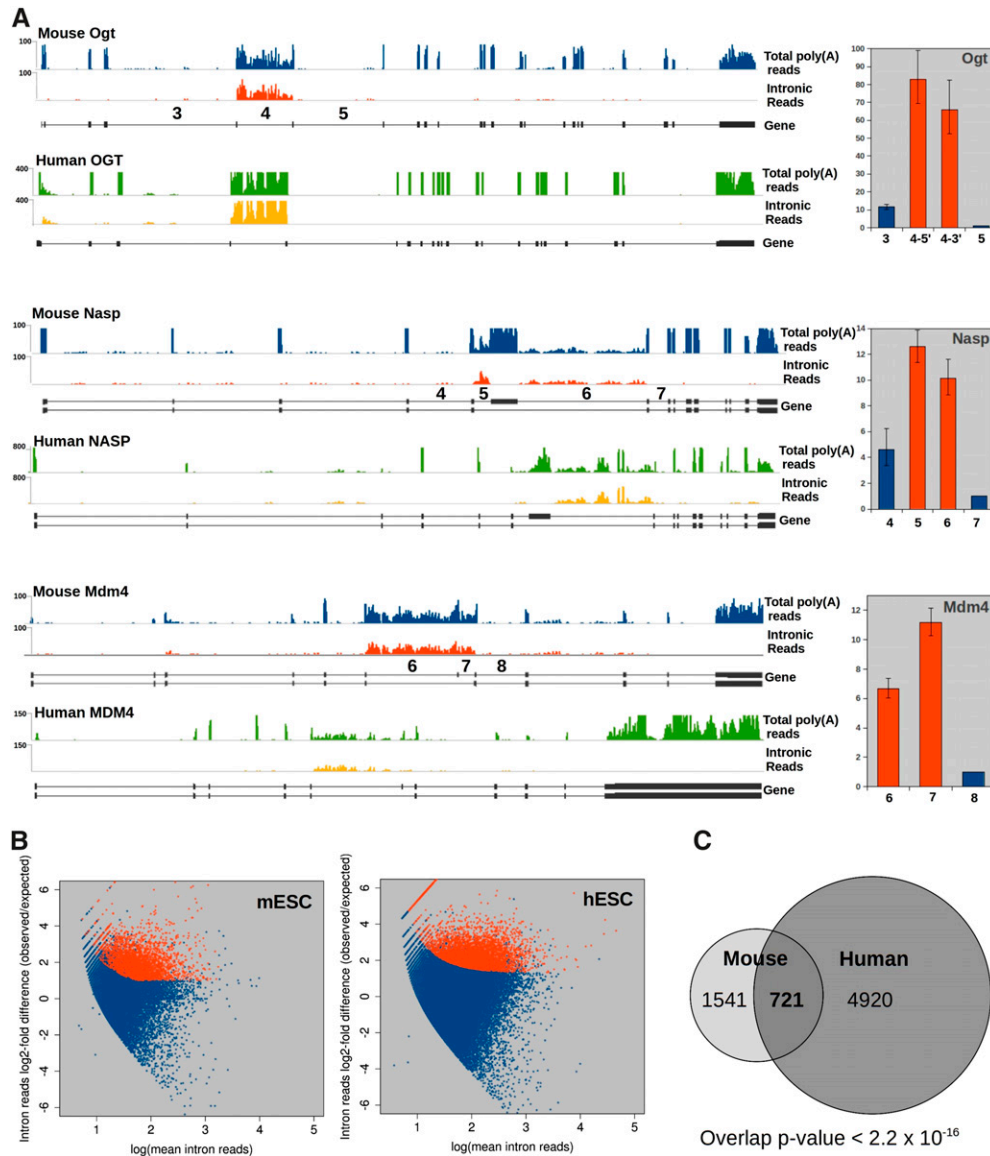 A
Mouse Ogt
100
Total poly(A)
reads
100
Intronic
Reads
3 4 5
Gene
Human OGT
400
Total poly(A)
reads
400
Intronic
Reads
Gene
Ogt
100
90
80
70
60
50
40
30
20
10
0
3 4-5' 4-3' 5
Mouse Nasp
100
Total poly(A)
reads
100
Intronic
Reads
4 5 6 7
Gene
Human NASP
800
Total poly(A)
reads
800
Intronic
Reads
Gene
Nasp
14
12
10
8
6
4
2
0
4 5 6 7
Mouse Mdm4
100
Total poly(A)
reads
100
Intronic
Reads
6 7 8
Gene
Human MDM4
150
Total poly(A)
reads
150
Intronic
Reads
Gene
Mdm4
12
10
8
6
4
2
0
6 7 8
B
Intron reads log2-fold difference (observed/expected)
6
4
2
0
-2
-4
-6
mESC
1 2 3 4 5
log(mean intron reads)
Intron reads log2-fold difference (observed/expected)
6
4
2
0
-2
-4
-6
hESC
1 2 3 4 5
log(mean intron reads)
C
Mouse Human
1541 721 4920
Overlap p-value < 2.2 x 10-16